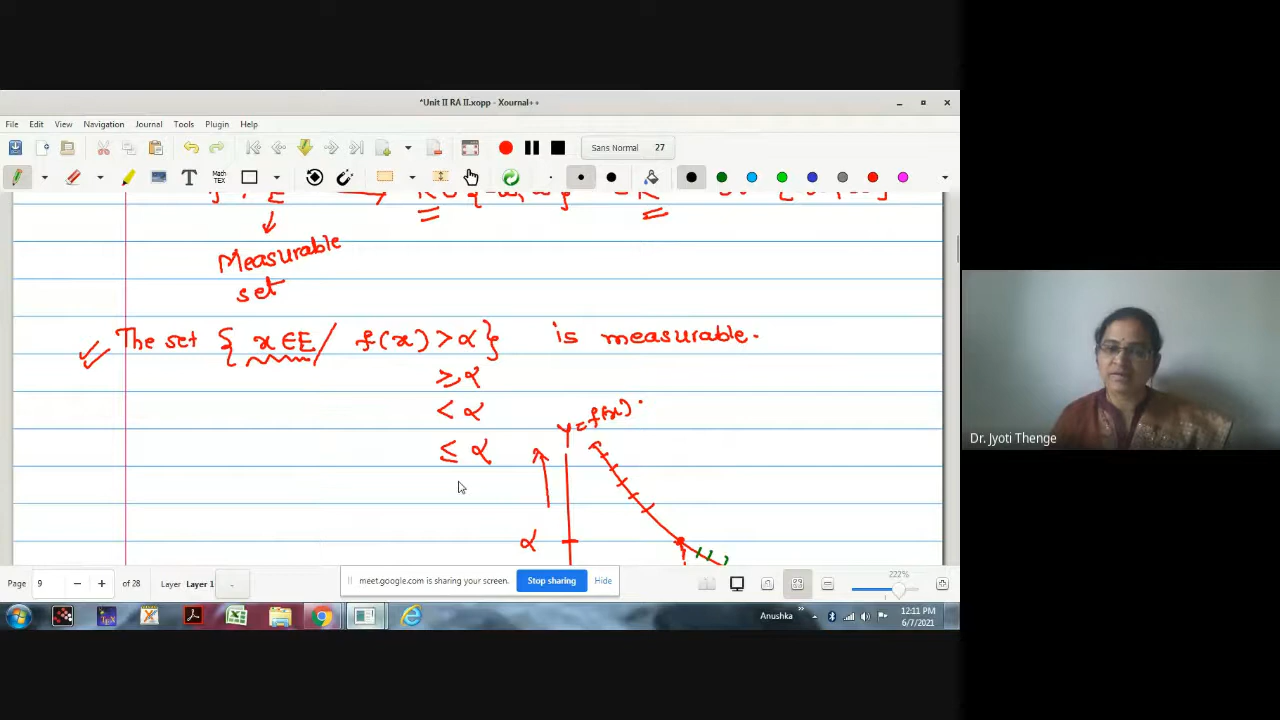 *Unit II RA II.xopp - Xournal++
File Edit View Navigation Journal Tools Plugin Help
Sans Normal 27
Measurable
set
The set { x ∈ E / f(x) > α } is measurable.
≥ α
< α
≤ α
y = f(x).
α
Dr. Jyoti Thenge
Page 9 of 28 Layer Layer 1
meet.google.com is sharing your screen. Stop sharing Hide
222%
Anushka
12:11 PM
6/7/2021